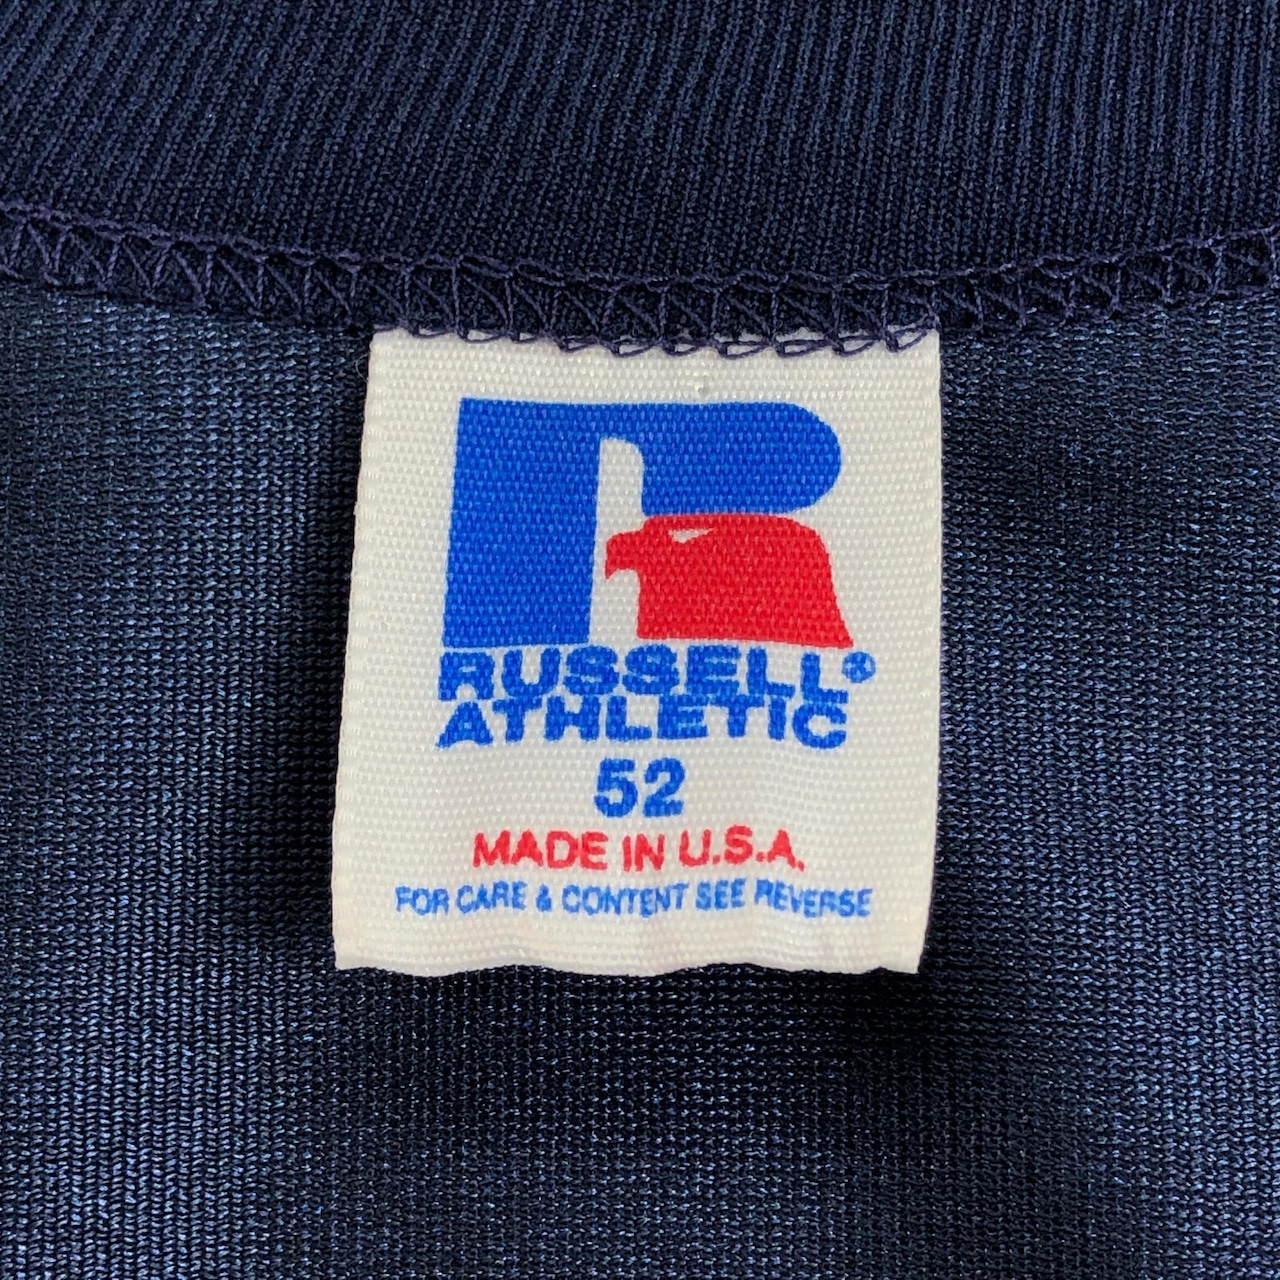 R
RUSSELL®
ATHLETIC
52
MADE IN U.S.A.
FOR CARE & CONTENT SEE REVERSE